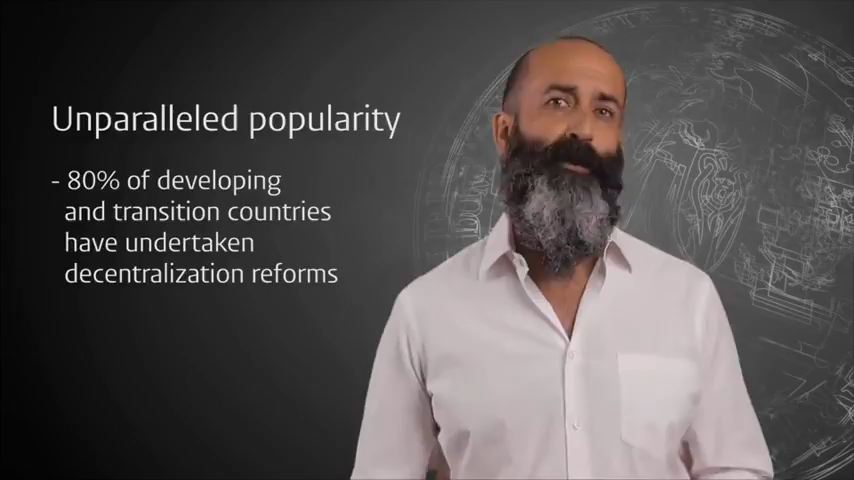 Unparalleled popularity
- 80% of developing
and transition countries
have undertaken
decentralization reforms